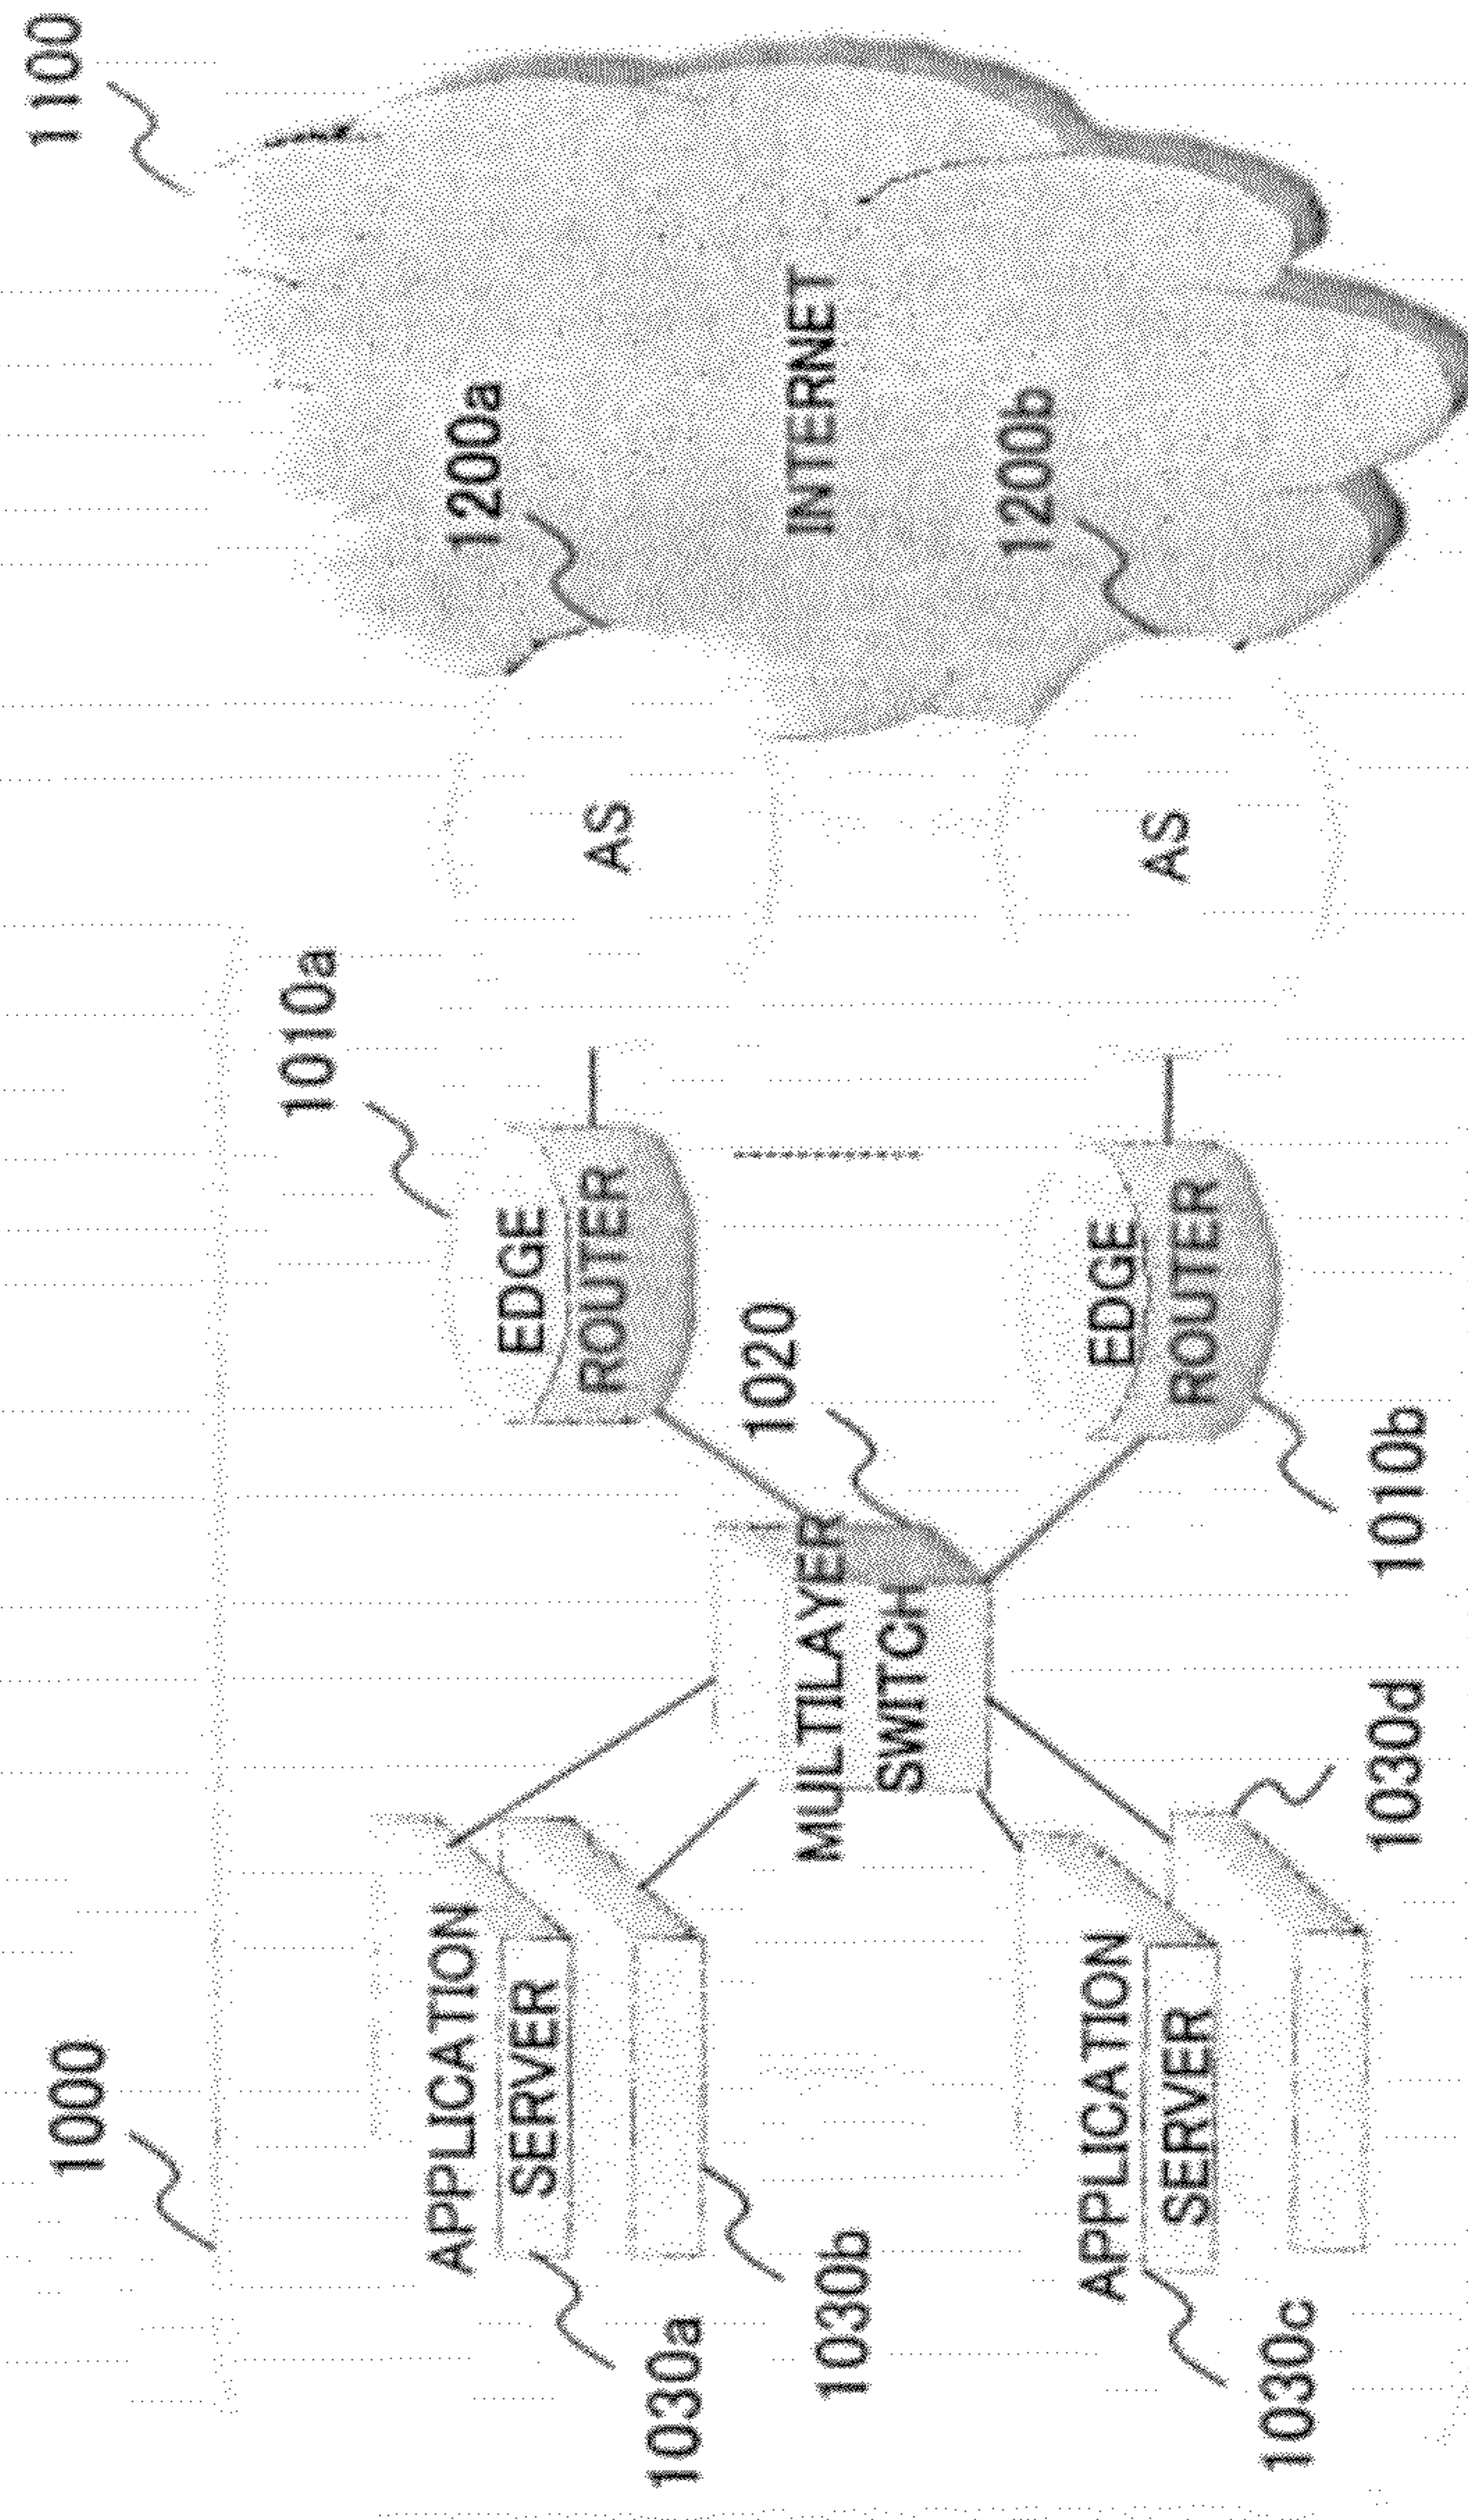 1000
1100
1010a
1200a
APPLICATION
SERVER
EDGE
ROUTER
AS
1030a
1030b
1020
MULTILAYER
SWITCH
INTERNET
1200b
APPLICATION
SERVER
EDGE
ROUTER
AS
1030c
1030d
1010b